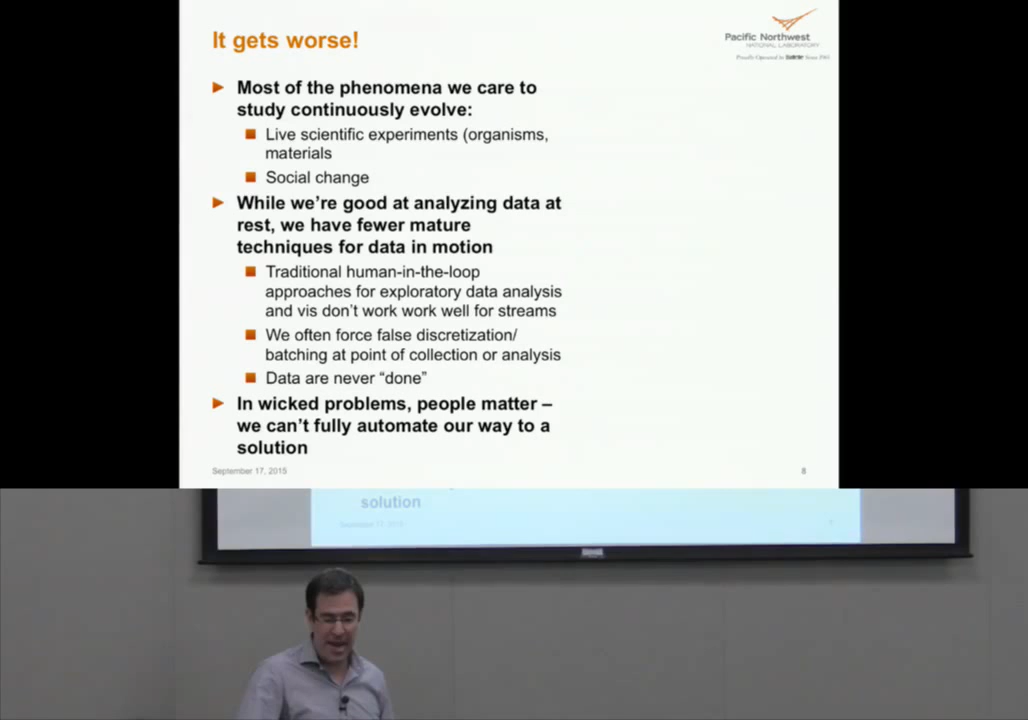 It gets worse!
Pacific Northwest
NATIONAL LABORATORY
Proudly Operated by Battelle Since 1965
Most of the phenomena we care to
study continuously evolve:
Live scientific experiments (organisms,
materials
Social change
While we're good at analyzing data at
rest, we have fewer mature
techniques for data in motion
Traditional human-in-the-loop
approaches for exploratory data analysis
and vis don't work work well for streams
We often force false discretization/
batching at point of collection or analysis
Data are never “done”
In wicked problems, people matter –
we can't fully automate our way to a
solution
September 17, 2015
8
solution
September 17, 2015